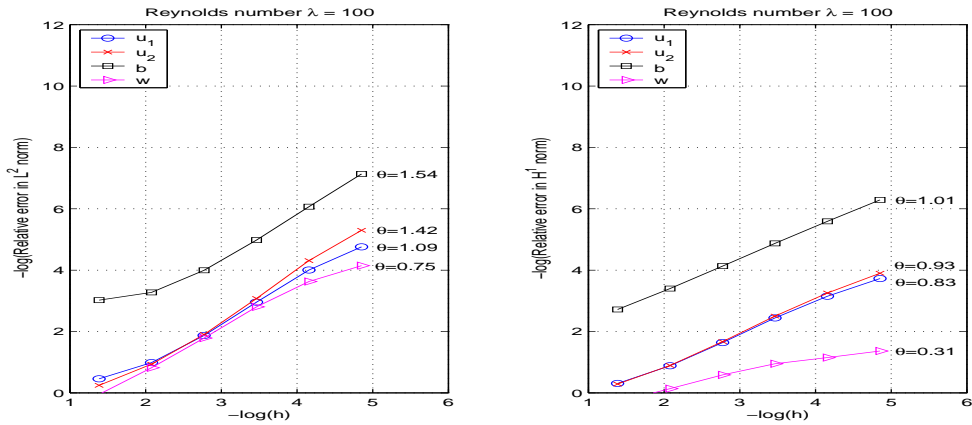 Reynolds number λ = 100
12
10
8
6
4
2
0
1
2
3
4
5
6
−log(h)
−log(Relative error in L² norm)
u₁
u₂
b
w
θ=1.54
θ=1.42
θ=1.09
θ=0.75
Reynolds number λ = 100
12
10
8
6
4
2
0
1
2
3
4
5
6
−log(h)
−log(Relative error in H¹ norm)
u₁
u₂
b
w
θ=1.01
θ=0.93
θ=0.83
θ=0.31